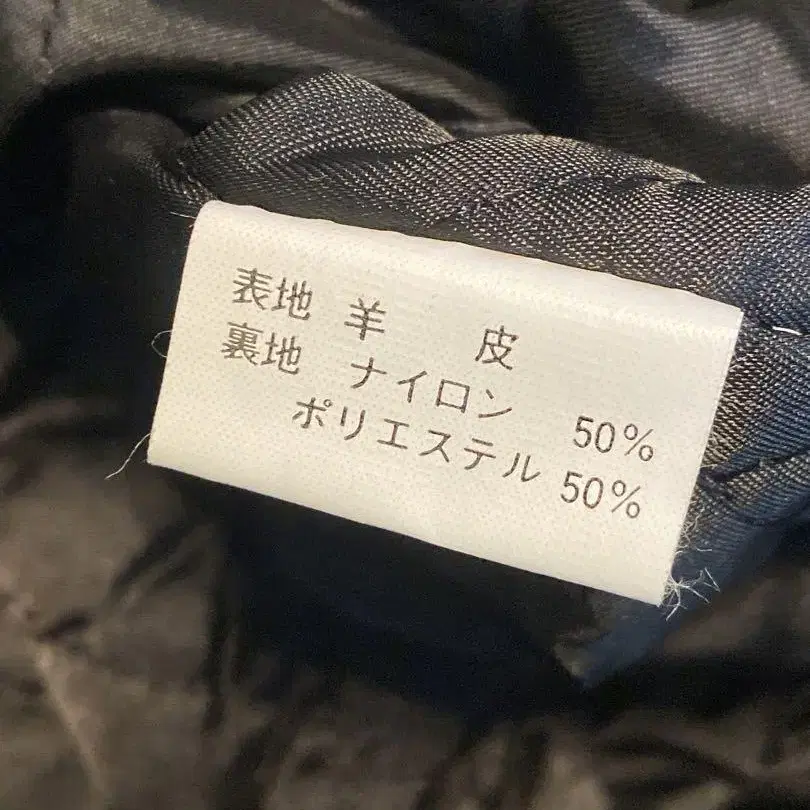 表地 羊 皮
裏地 ナイロン 50%
ポリエステル 50%